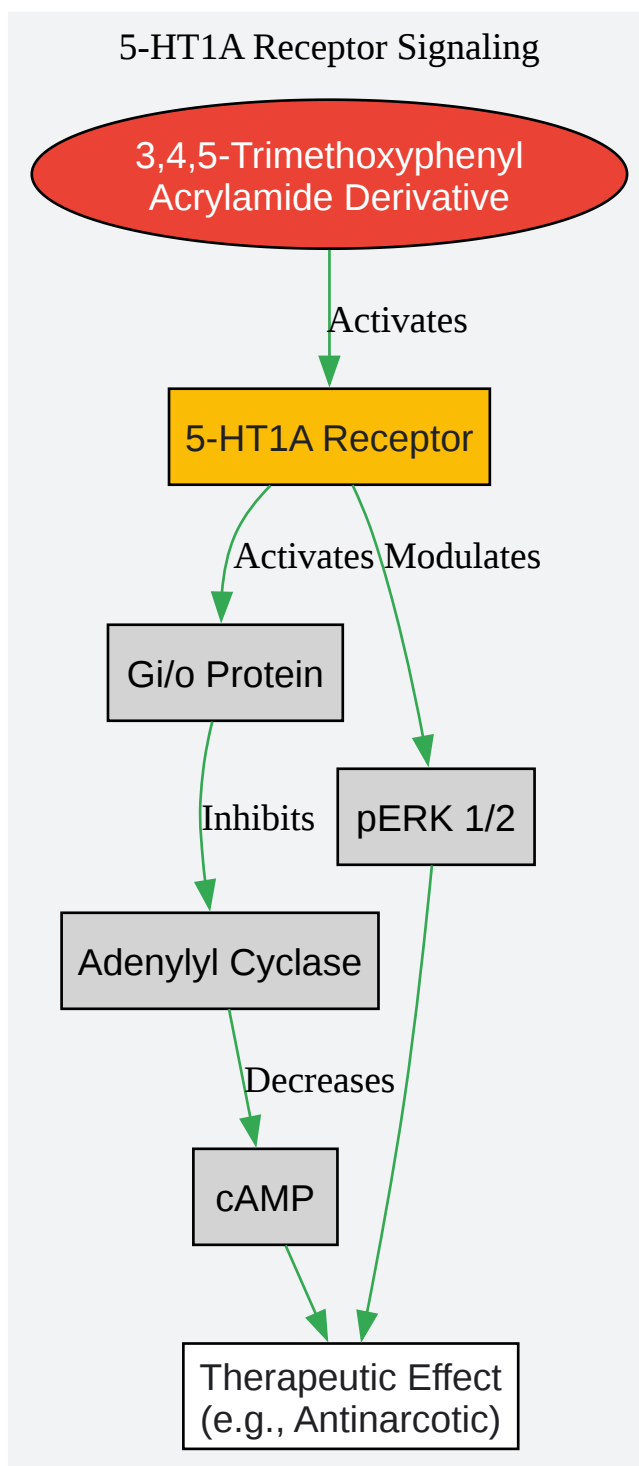 5-HT1A Receptor Signaling
3,4,5-Trimethoxyphenyl
Acrylamide Derivative
Activates
5-HT1A Receptor
Activates
Modulates
Gi/o Protein
Inhibits
pERK 1/2
Adenylyl Cyclase
Decreases
cAMP
Therapeutic Effect
(e.g., Antinarcotic)